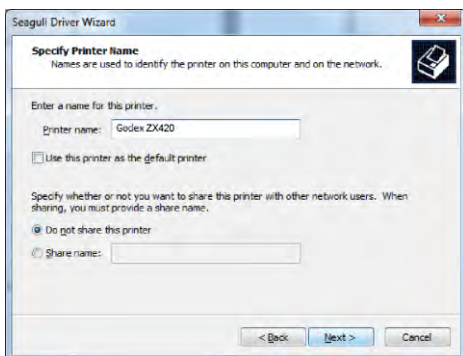 Seagull Driver Wizard
Specify Printer Name
Names are used to identify the printer on this computer and on the network.
Enter a name for this printer.
Printer name: Godex ZX420
Use this printer as the default printer
Specify whether or not you want to share this printer with other network users. When
sharing, you must provide a share name.
Do not share this printer
Share name:
< Back Next > Cancel